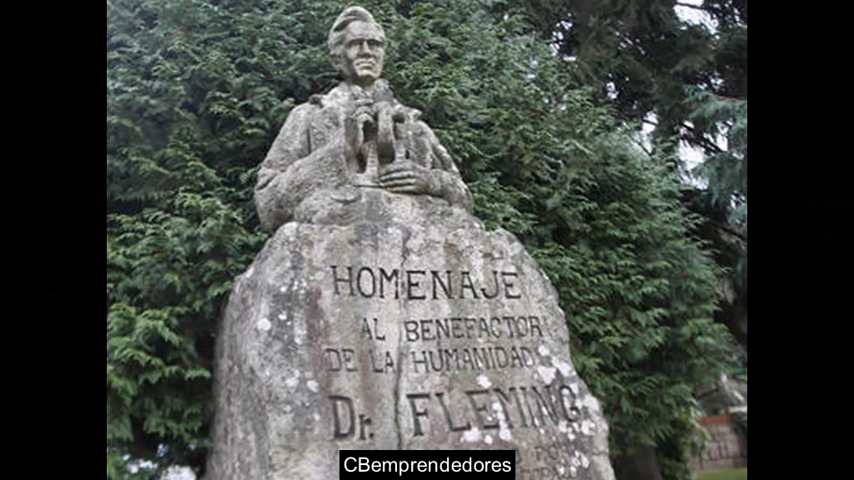 HOMENAJE
AL BENEFACTOR
DE LA HUMANIDAD
Dr. FLEMING
CBemprendedores